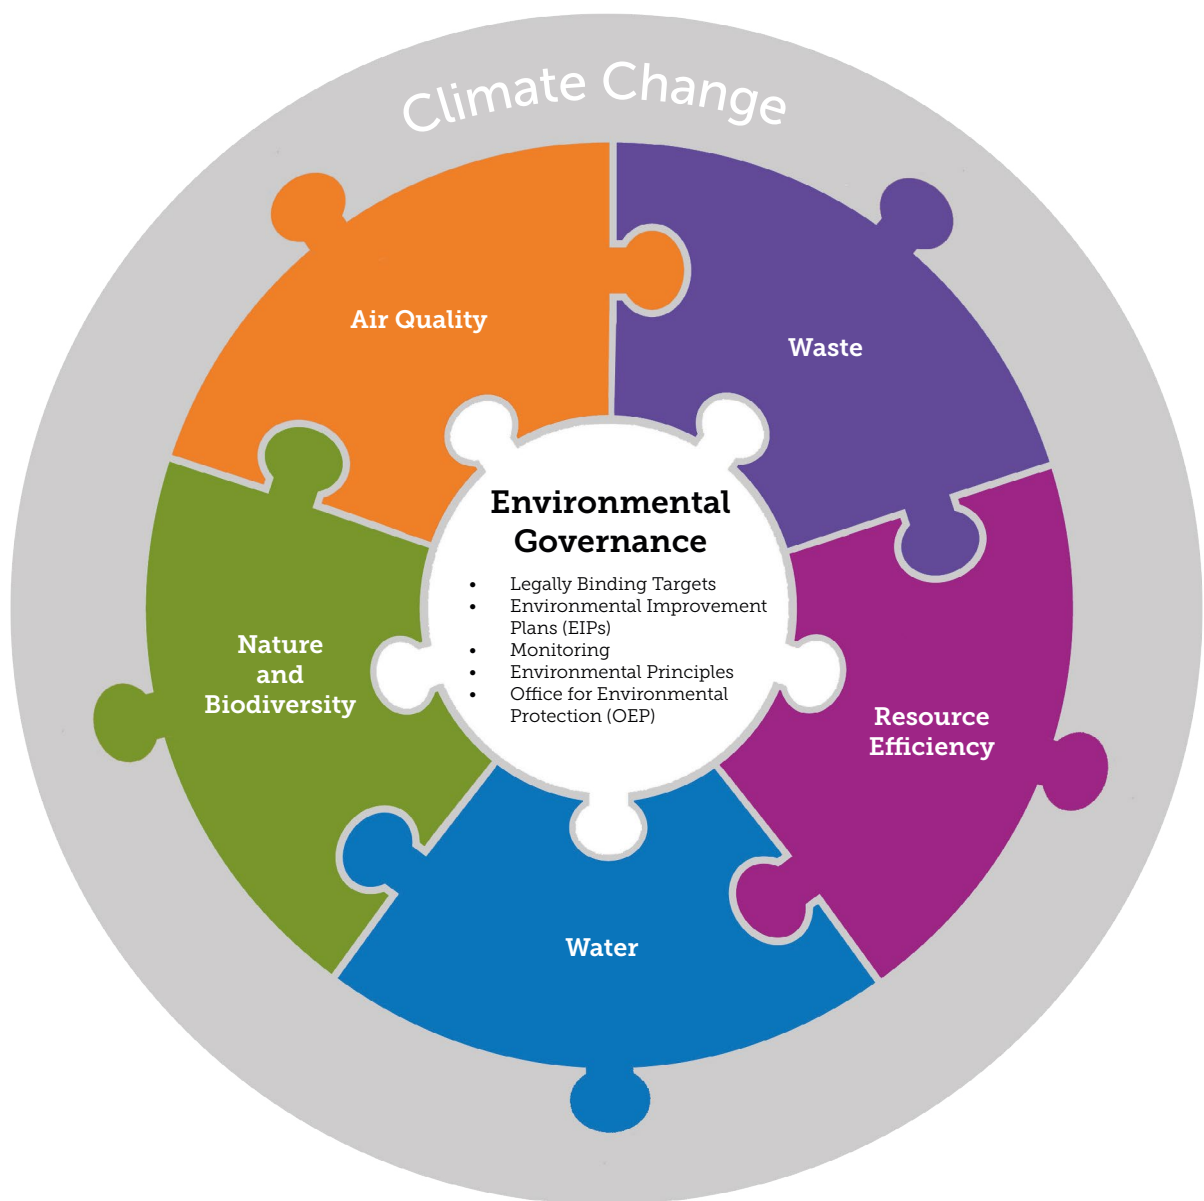 Climate Change
Air Quality
Waste
Environmental
Governance
• Legally Binding Targets
• Environmental Improvement
Plans (EIPs)
• Monitoring
• Environmental Principles
• Office for Environmental
Protection (OEP)
Nature
and
Biodiversity
Resource
Efficiency
Water